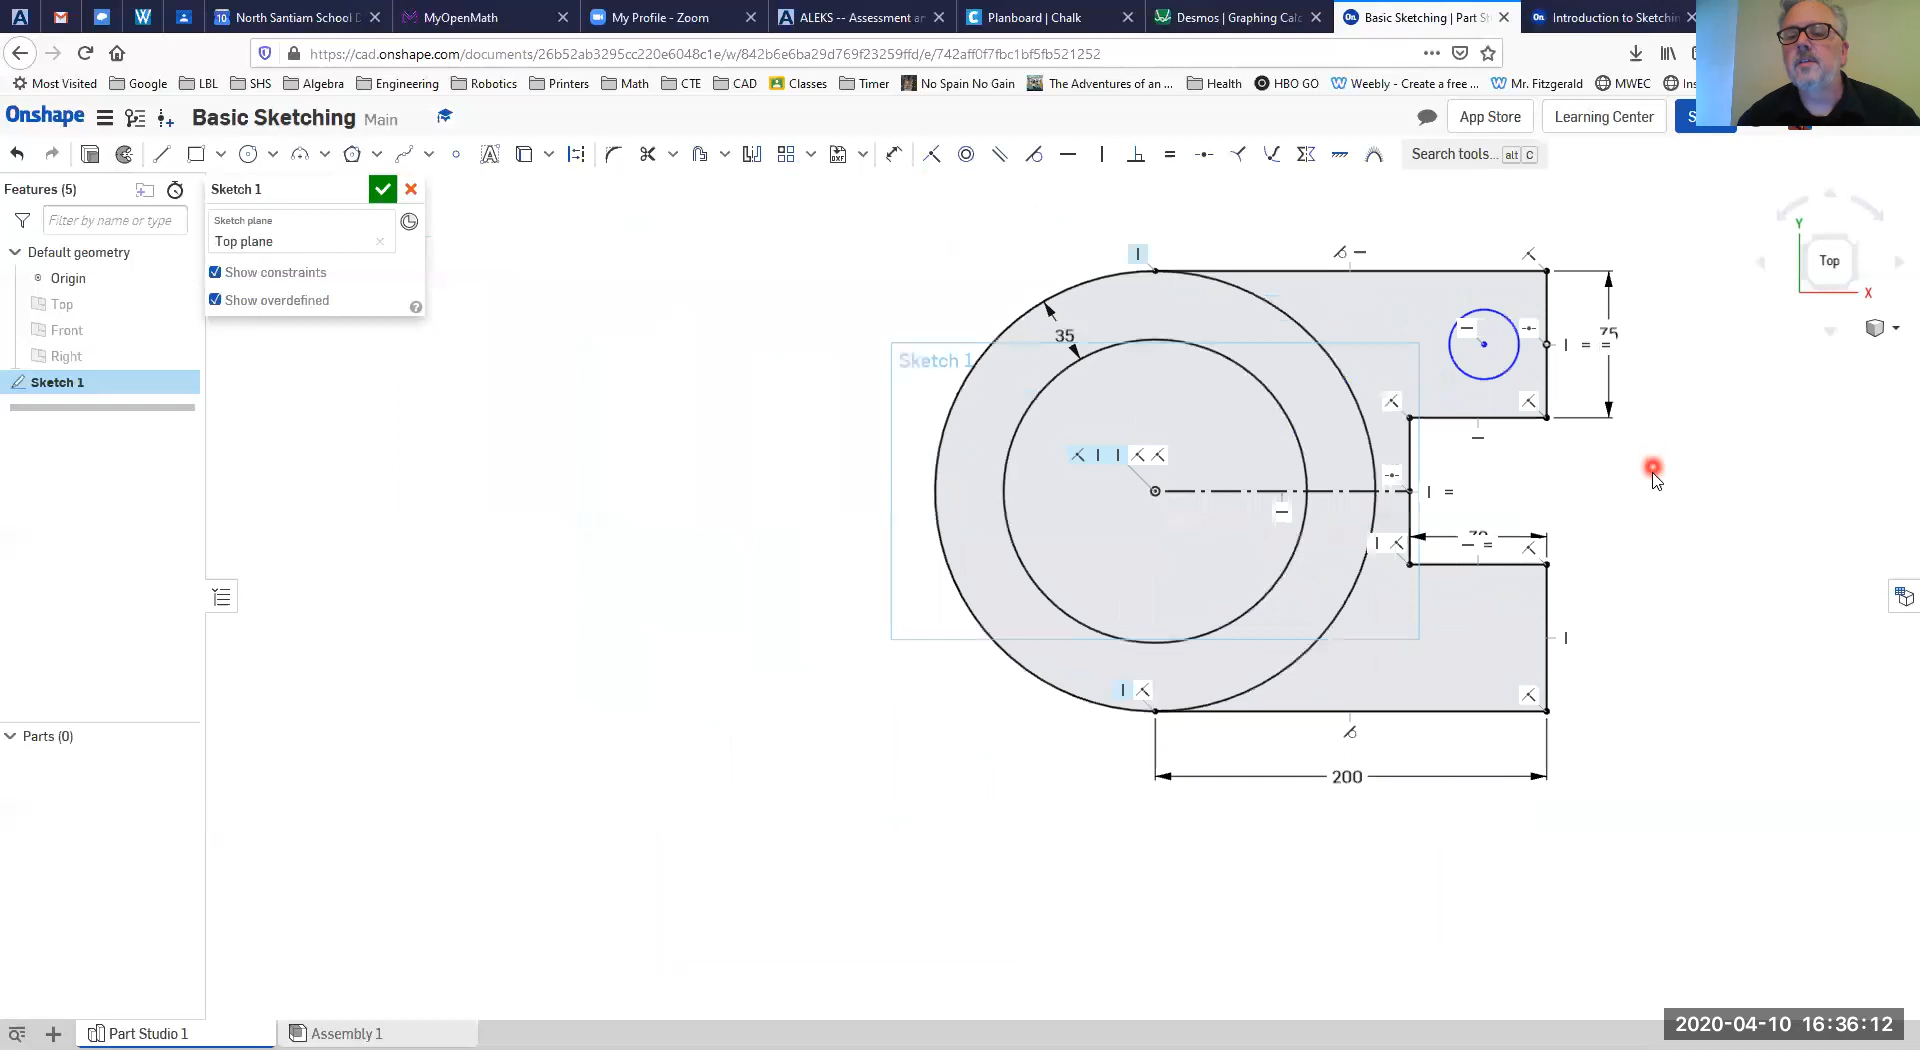 North Santiam School D
MyOpenMath
My Profile - Zoom
ALEKS -- Assessment an
Planboard | Chalk
Desmos | Graphing Calc
Basic Sketching | Part St
Introduction to Sketchin
https://cad.onshape.com/documents/26b52ab3295cc220e6048c1e/w/842b6e6ba29d769f23259ffd/e/742aff0f7fbc1bf5fb521252
Most Visited Google LBL SHS Algebra Engineering Robotics Printers Math CTE CAD Classes Timer No Spain No Gain The Adventures of an ... Health HBO GO Weebly - Create a free ... Mr. Fitzgerald MWEC Ins
Onshape Basic Sketching Main App Store Learning Center S
Search tools... alt C
Features (5)
Filter by name or type
Default geometry
Origin
Top
Front
Right
Sketch 1
Parts (0)
Sketch 1
Sketch plane
Top plane
Show constraints
Show overdefined
35
Sketch 1
75
200
Y
Top
X
Part Studio 1
Assembly 1
2020-04-10 16:36:12